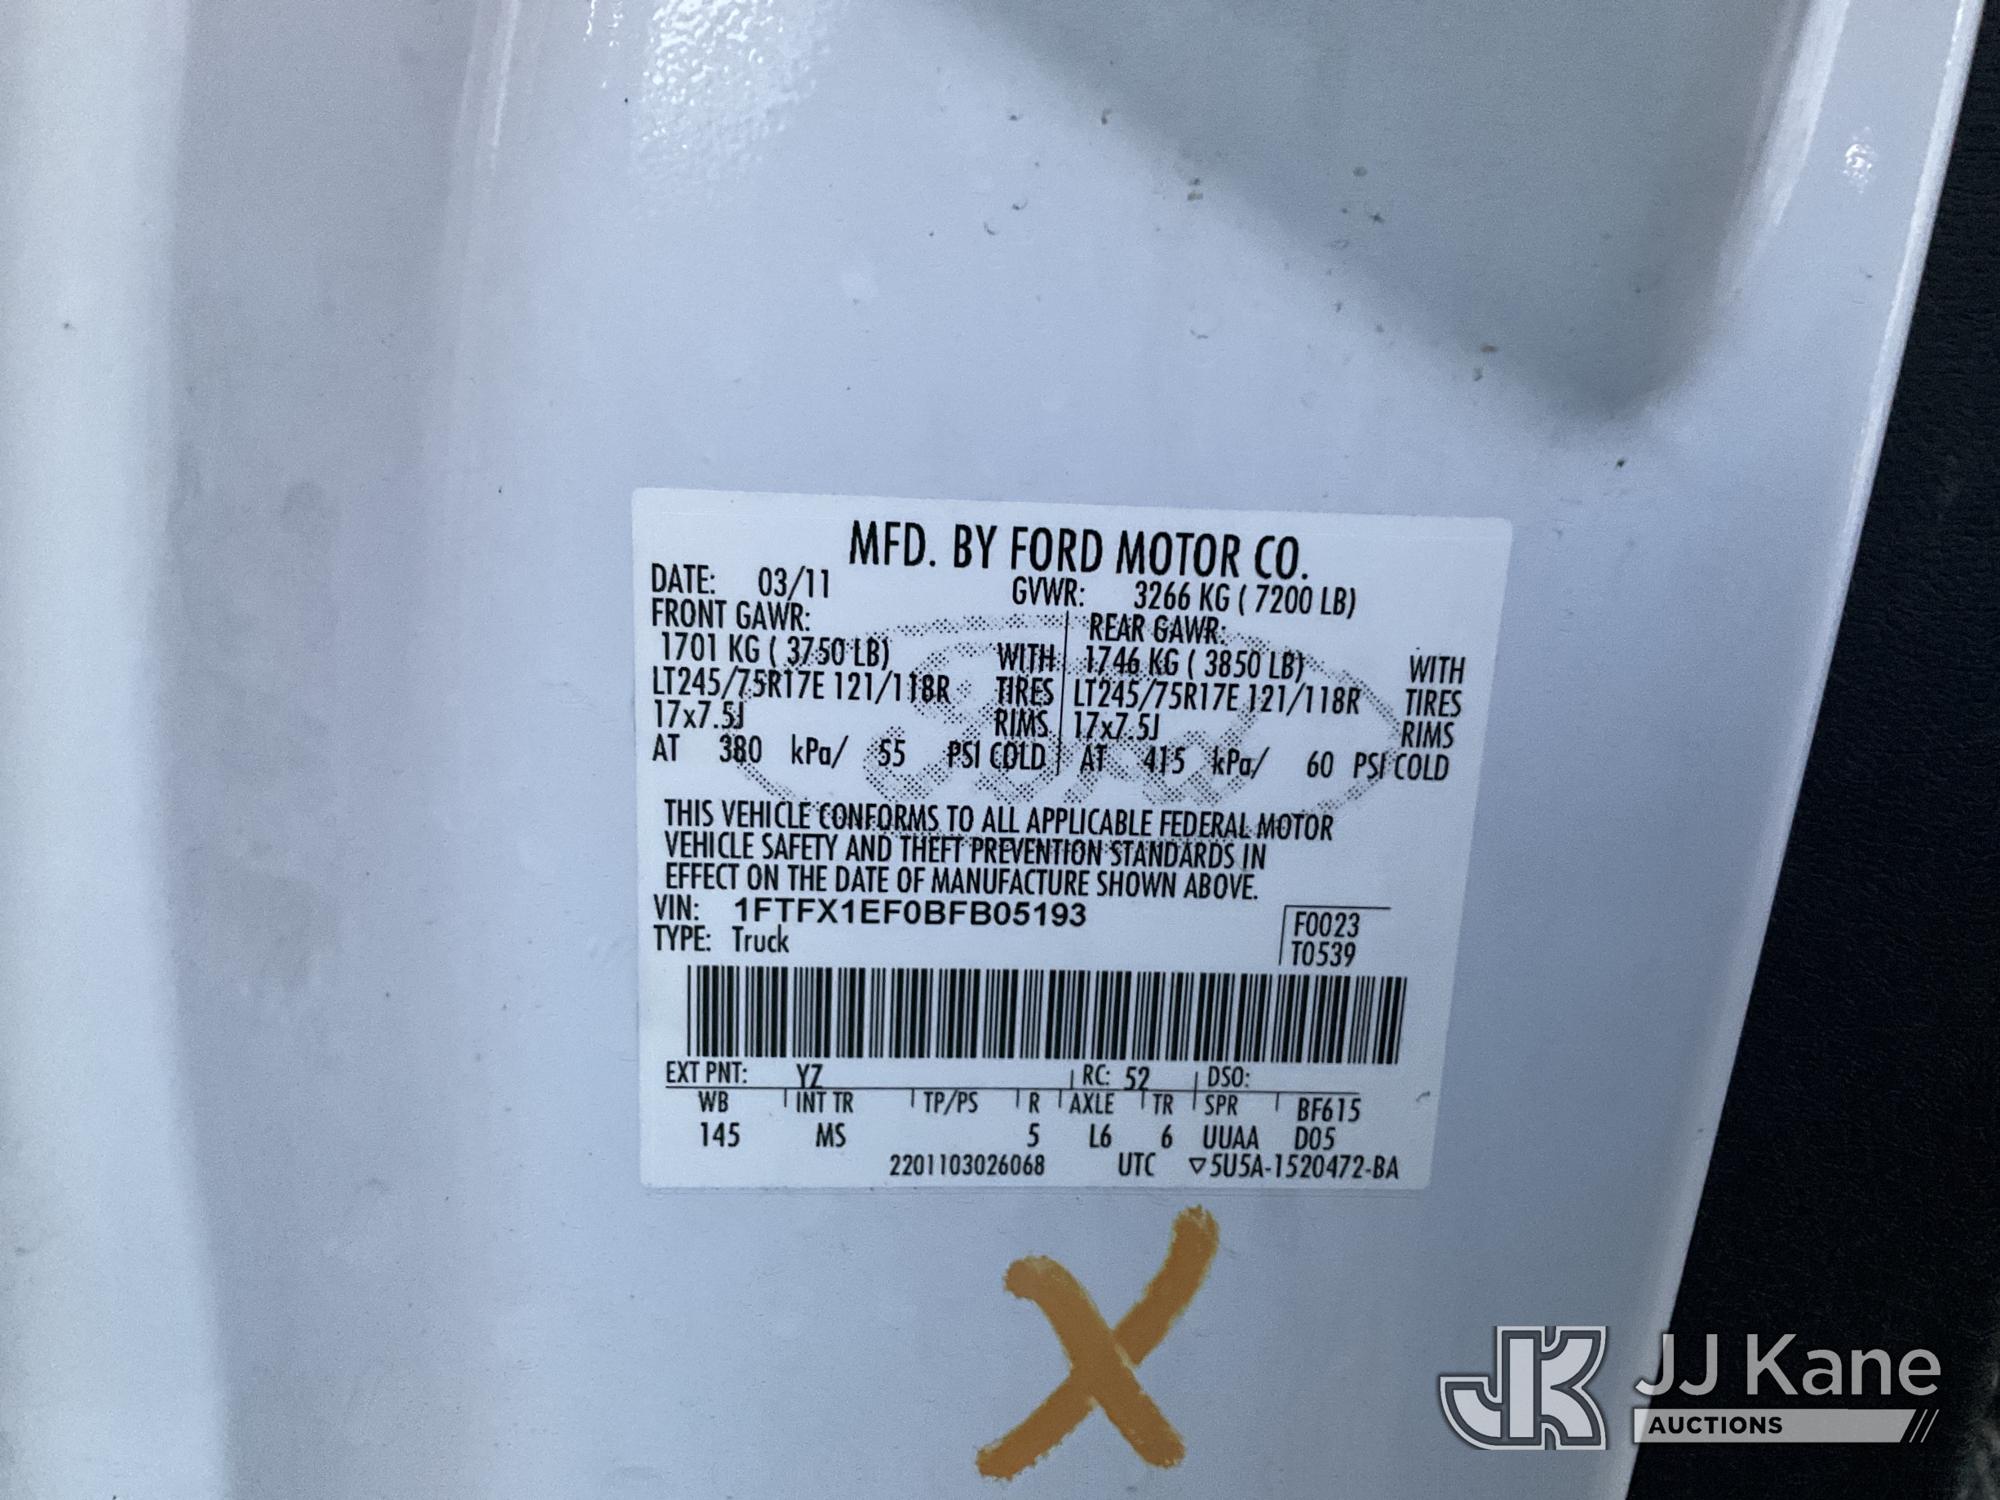 MFD. BY FORD MOTOR CO.
DATE: 03/11 GVWR: 3266 KG ( 7200 LB)
FRONT GAWR: REAR GAWR:
1701 KG ( 3750 LB) WITH 1746 KG ( 3850 LB) WITH
LT245/75R17E 121/118R TIRES LT245/75R17E 121/118R TIRES
17x7.5J RIMS 17x7.5J RIMS
AT 380 kPa/ 55 PSI COLD AT 415 kPa/ 60 PSI COLD
THIS VEHICLE CONFORMS TO ALL APPLICABLE FEDERAL MOTOR
VEHICLE SAFETY AND THEFT PREVENTION STANDARDS IN
EFFECT ON THE DATE OF MANUFACTURE SHOWN ABOVE.
VIN: 1FTFX1EF0BFB05193 F0023
TYPE: Truck T0539
EXT PNT: YZ RC: 52 DSO:
WB INT TR TP/PS R AXLE TR SPR BF615
145 MS 5 L6 6 UUAA D05
2201103026068 UTC ▽5U5A-1520472-BA
X
JK JJ Kane
AUCTIONS